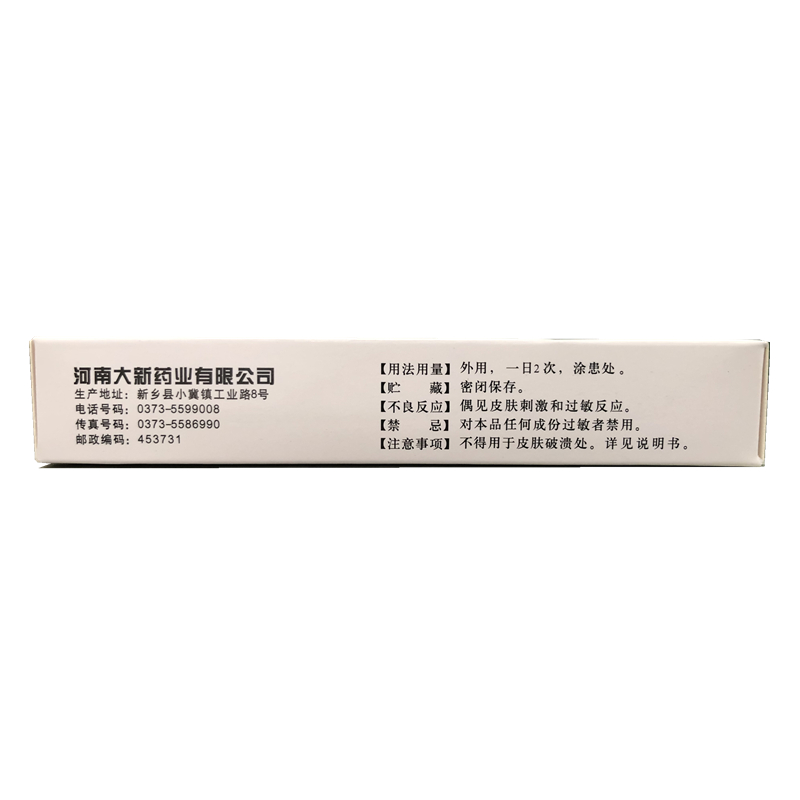 河南大新药业有限公司
生产地址：新乡县小冀镇工业路8号
电话号码：0373-5599008
传真号码：0373-5586990
邮政编码：453731
【用法用量】外用，一日2次，涂患处。
【贮　　藏】密闭保存。
【不良反应】偶见皮肤刺激和过敏反应。
【禁　　忌】对本品任何成份过敏者禁用。
【注意事项】不得用于皮肤破溃处。详见说明书。